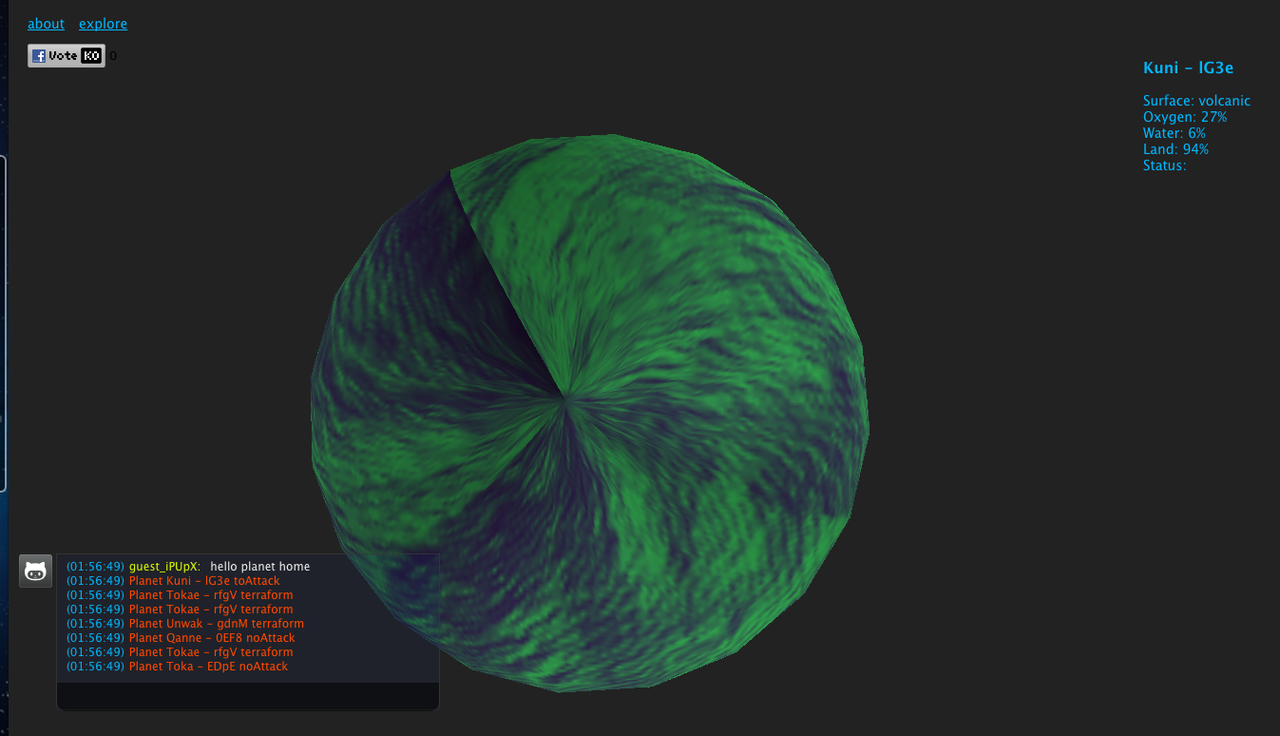 about explore
Vote KO 0
Kuni - lG3e
Surface: volcanic
Oxygen: 27%
Water: 6%
Land: 94%
Status:
(01:56:49) guest_iPUpX: hello planet home
(01:56:49) Planet Kuni - lG3e toAttack
(01:56:49) Planet Tokae - rfgV terraform
(01:56:49) Planet Tokae - rfgV terraform
(01:56:49) Planet Unwak - gdnM terraform
(01:56:49) Planet Qanne - 0EF8 noAttack
(01:56:49) Planet Tokae - rfgV terraform
(01:56:49) Planet Toka - EDpE noAttack